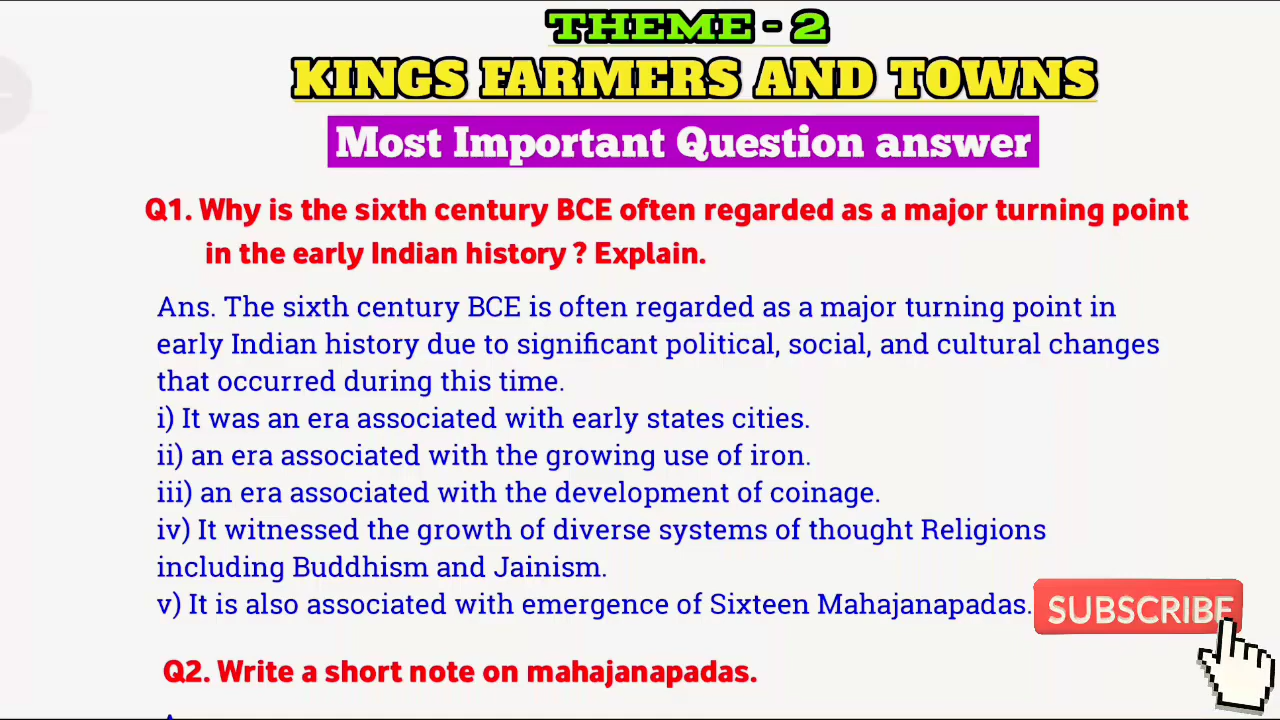 THEME - 2
KINGS FARMERS AND TOWNS
Most Important Question answer
Q1. Why is the sixth century BCE often regarded as a major turning point
in the early Indian history ? Explain.
Ans. The sixth century BCE is often regarded as a major turning point in
early Indian history due to significant political, social, and cultural changes
that occurred during this time.
i) It was an era associated with early states cities.
ii) an era associated with the growing use of iron.
iii) an era associated with the development of coinage.
iv) It witnessed the growth of diverse systems of thought Religions
including Buddhism and Jainism.
v) It is also associated with emergence of Sixteen Mahajanapadas.
SUBSCRIBE
Q2. Write a short note on mahajanapadas.